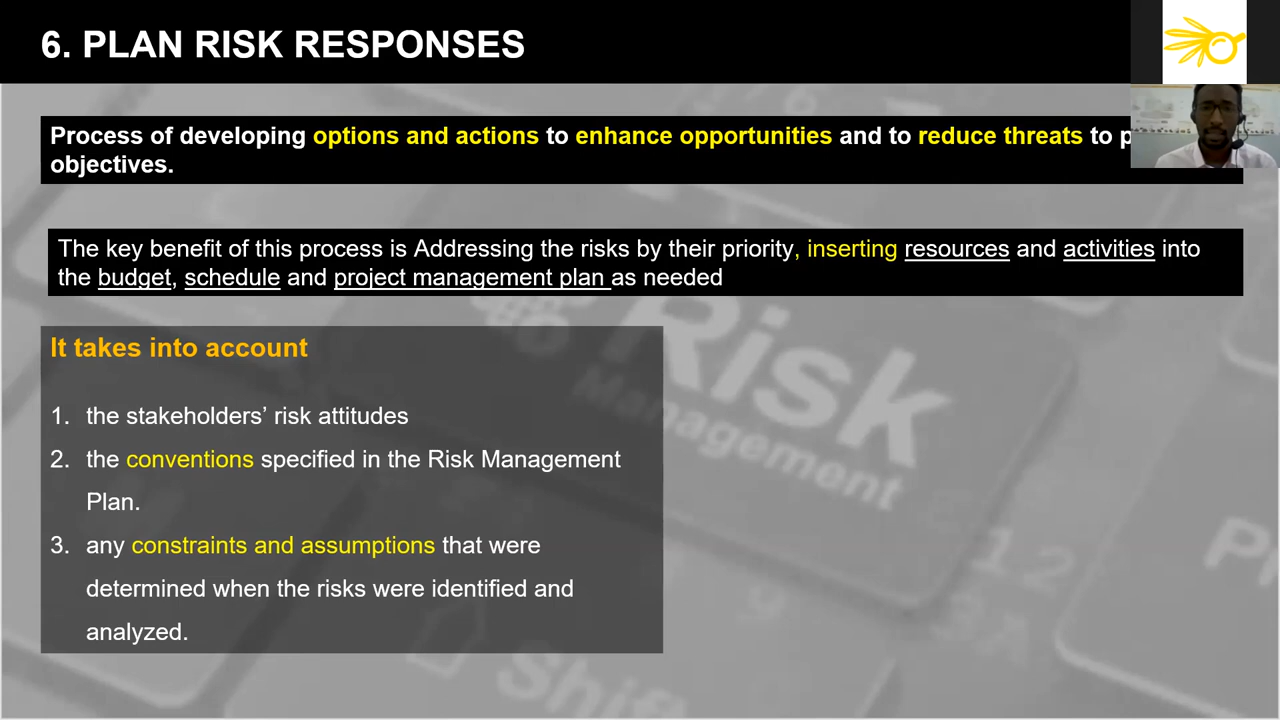 6. PLAN RISK RESPONSES
Process of developing options and actions to enhance opportunities and to reduce threats to
objectives.
The key benefit of this process is Addressing the risks by their priority, inserting resources and activities into
the budget, schedule and project management plan as needed
It takes into account
1. the stakeholders’ risk attitudes
2. the conventions specified in the Risk Management
Plan.
3. any constraints and assumptions that were
determined when the risks were identified and
analyzed.
Risk
Management
Shift